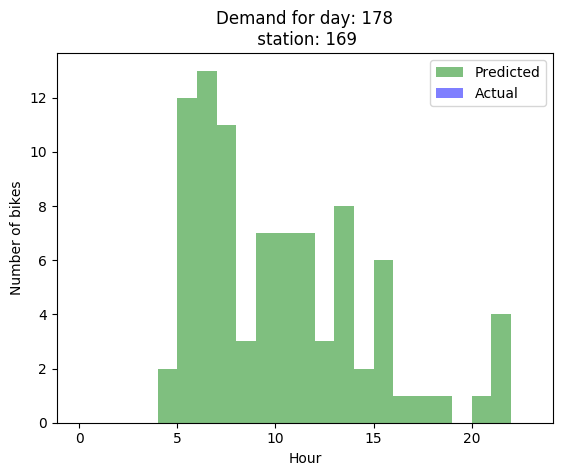 Demand for day: 178
station: 169
Predicted
Actual
Number of bikes
12
10
8
6
4
2
0
0
5
10
15
20
Hour